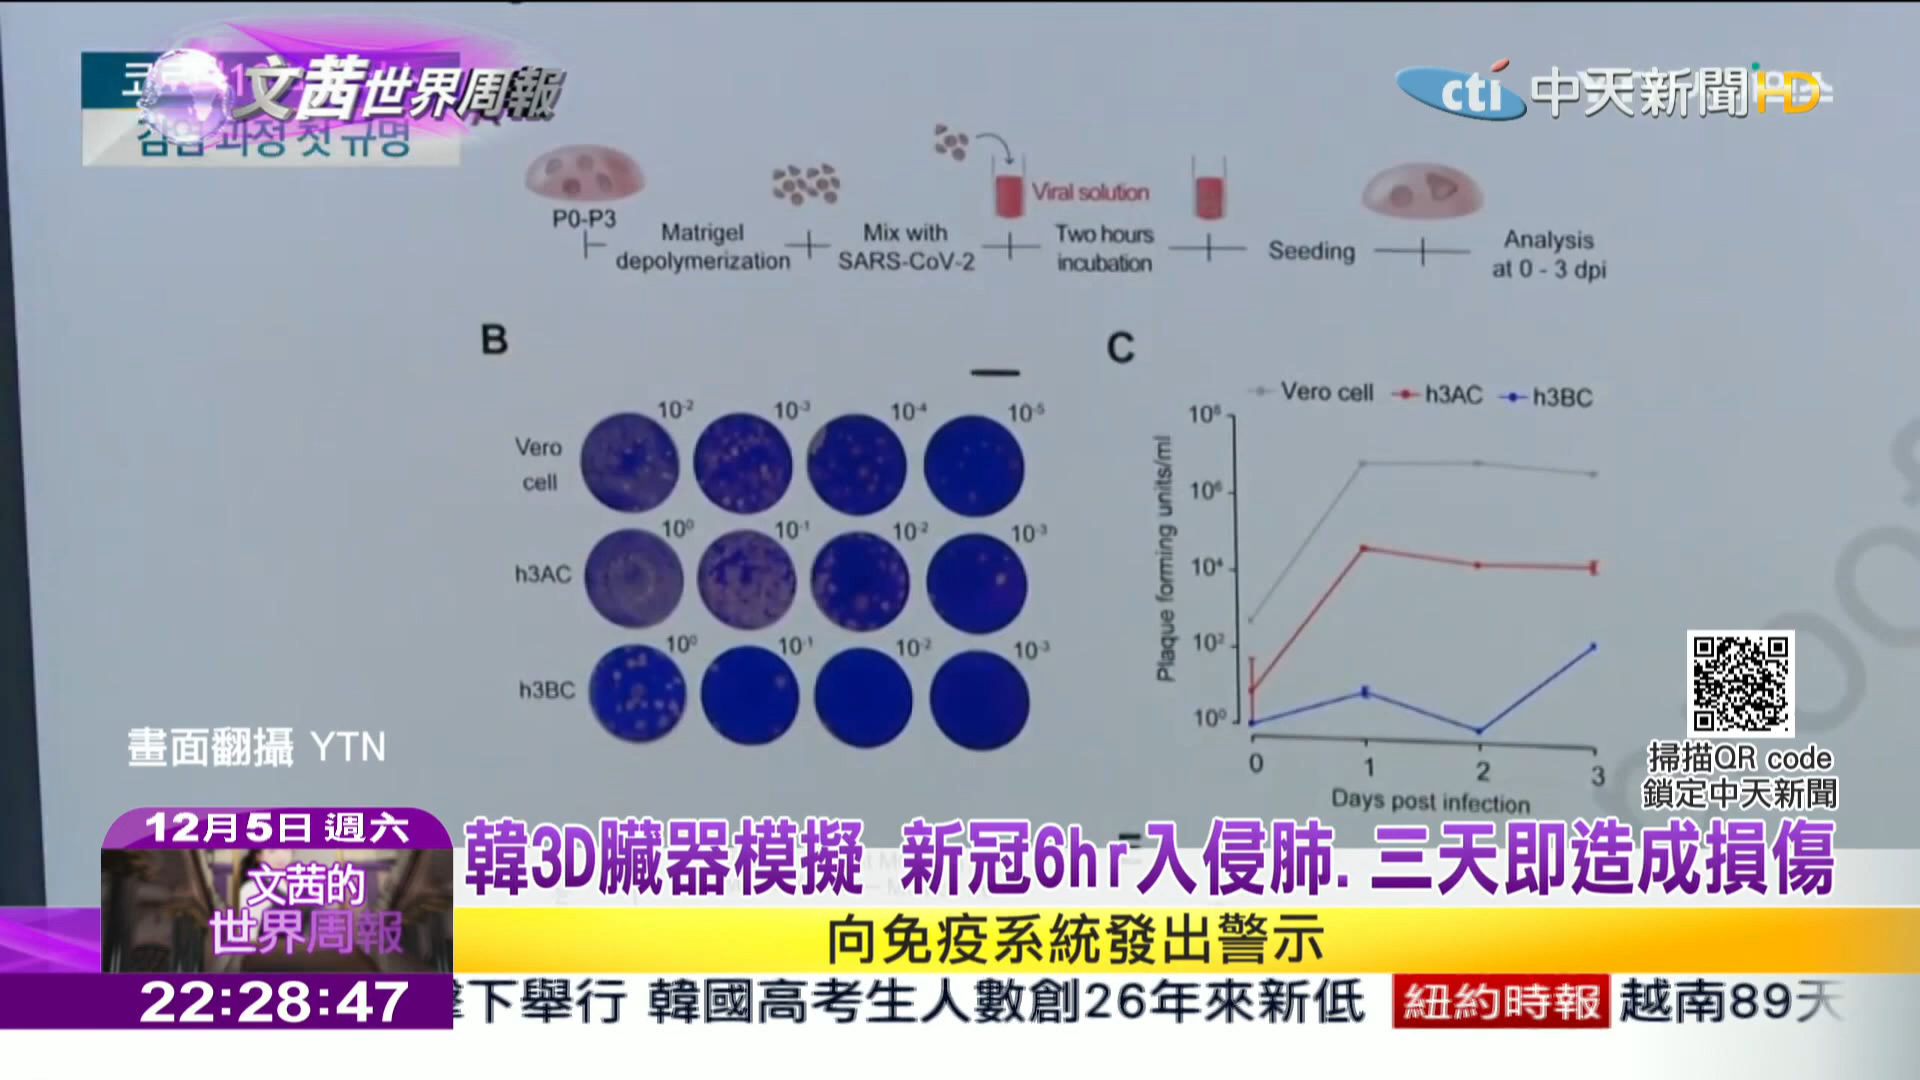 文茜世界周報
cti 中天新聞 HD
감염 과정 첫 규명
P0-P3
Matrigel
depolymerization
Mix with
SARS-CoV-2
Viral solution
Two hours
incubation
Seeding
Analysis
at 0 - 3 dpi
B
10-2 10-3 10-4 10-5
Vero
cell
100 10-1 10-2 10-3
h3AC
100 10-1 10-2 10-3
h3BC
C
Vero cell h3AC h3BC
Plaque forming units/ml
108
106
104
102
100
0 1 2 3
Days post infection
畫面翻攝 YTN
掃描QR code
鎖定中天新聞
12月5日 週六
文茜的
世界周報
韓3D臟器模擬 新冠6hr入侵肺.三天即造成損傷
向免疫系統發出警示
22:28:47
下舉行 韓國高考生人數創26年來新低 紐約時報 越南89天